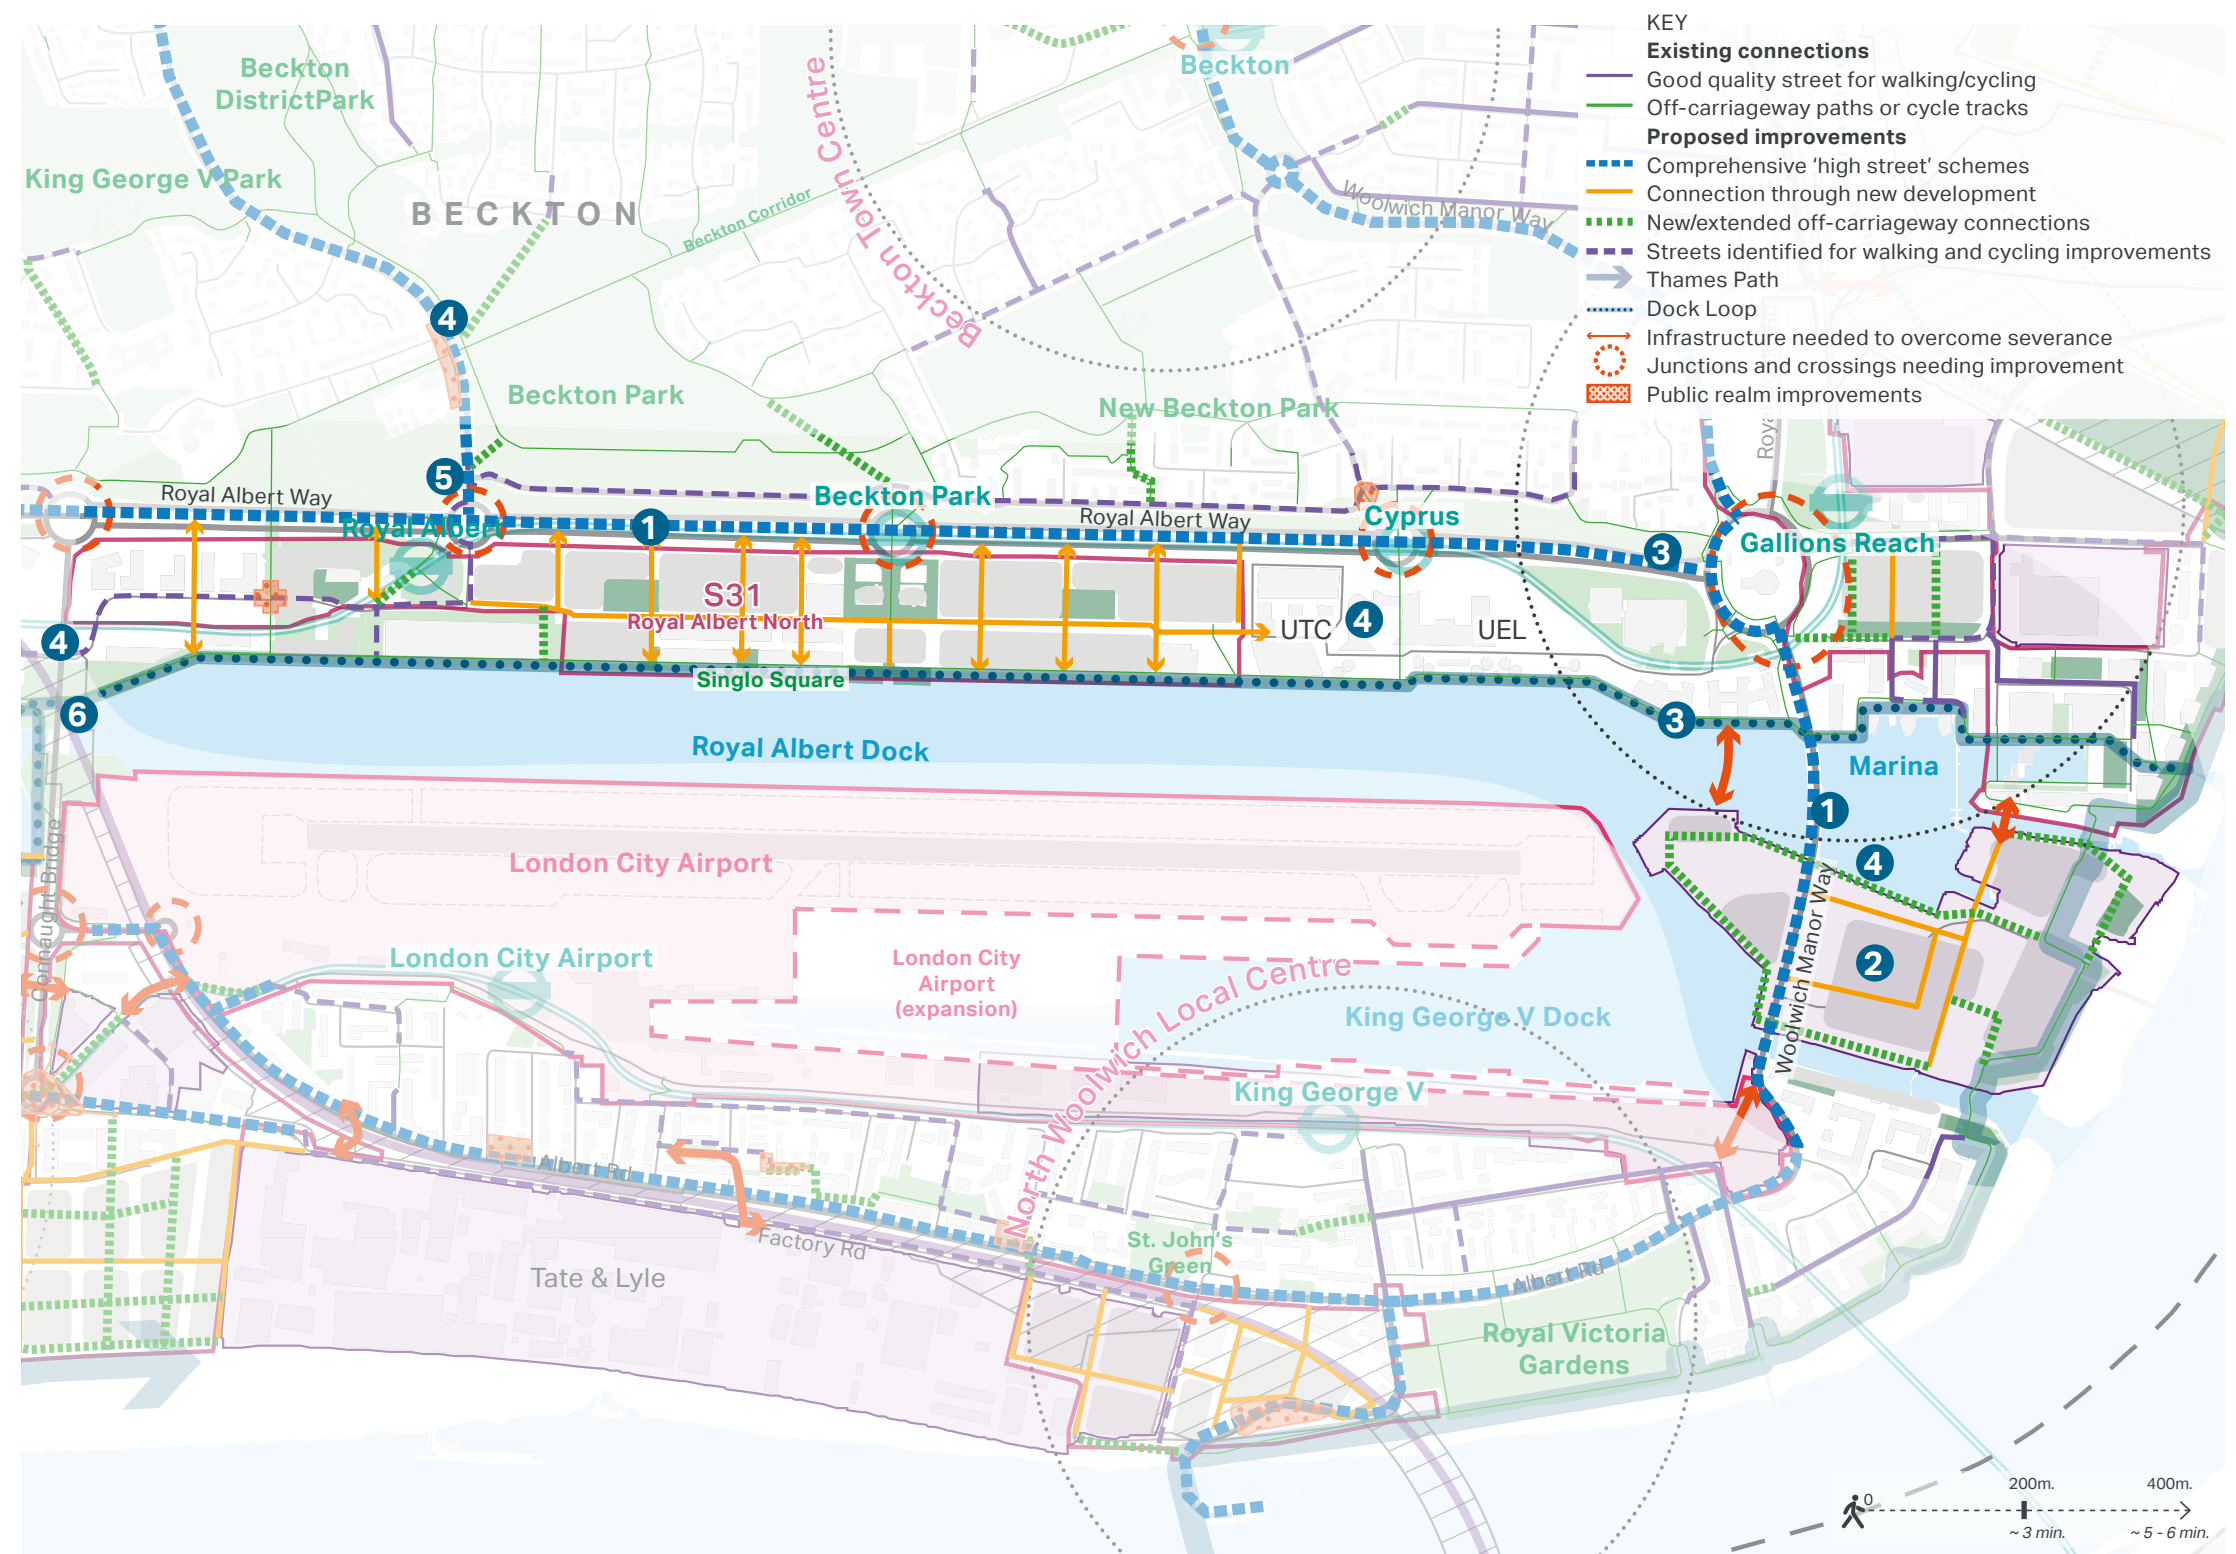 KEY
Existing connections
Good quality street for walking/cycling
Off-carriageway paths or cycle tracks
Proposed improvements
Comprehensive ‘high street’ schemes
Connection through new development
New/extended off-carriageway connections
Streets identified for walking and cycling improvements
Thames Path
Dock Loop
Infrastructure needed to overcome severance
Junctions and crossings needing improvement
Public realm improvements
Beckton
DistrictPark
Beckton
Beckton Town Centre
King George V Park
BECKTON
Beckton Corridor
Woolwich Manor Way
4
Beckton Park
New Beckton Park
5
Royal Albert Way
Beckton Park
Royal Albert
1
Royal Albert Way
Cyprus
3
Gallions Reach
S31
Royal Albert North
UTC
4
UEL
4
Singlo Square
6
3
Royal Albert Dock
Marina
1
London City Airport
4
Connaught Bridge
Woolwich Manor Way
London City Airport
London City
Airport
(expansion)
2
North Woolwich Local Centre
King George V Dock
King George V
Albert Rd
Factory Rd
St. John’s
Green
Tate & Lyle
Albert Rd
Royal Victoria
Gardens
0
200m.
400m.
~ 3 min.
~ 5 - 6 min.